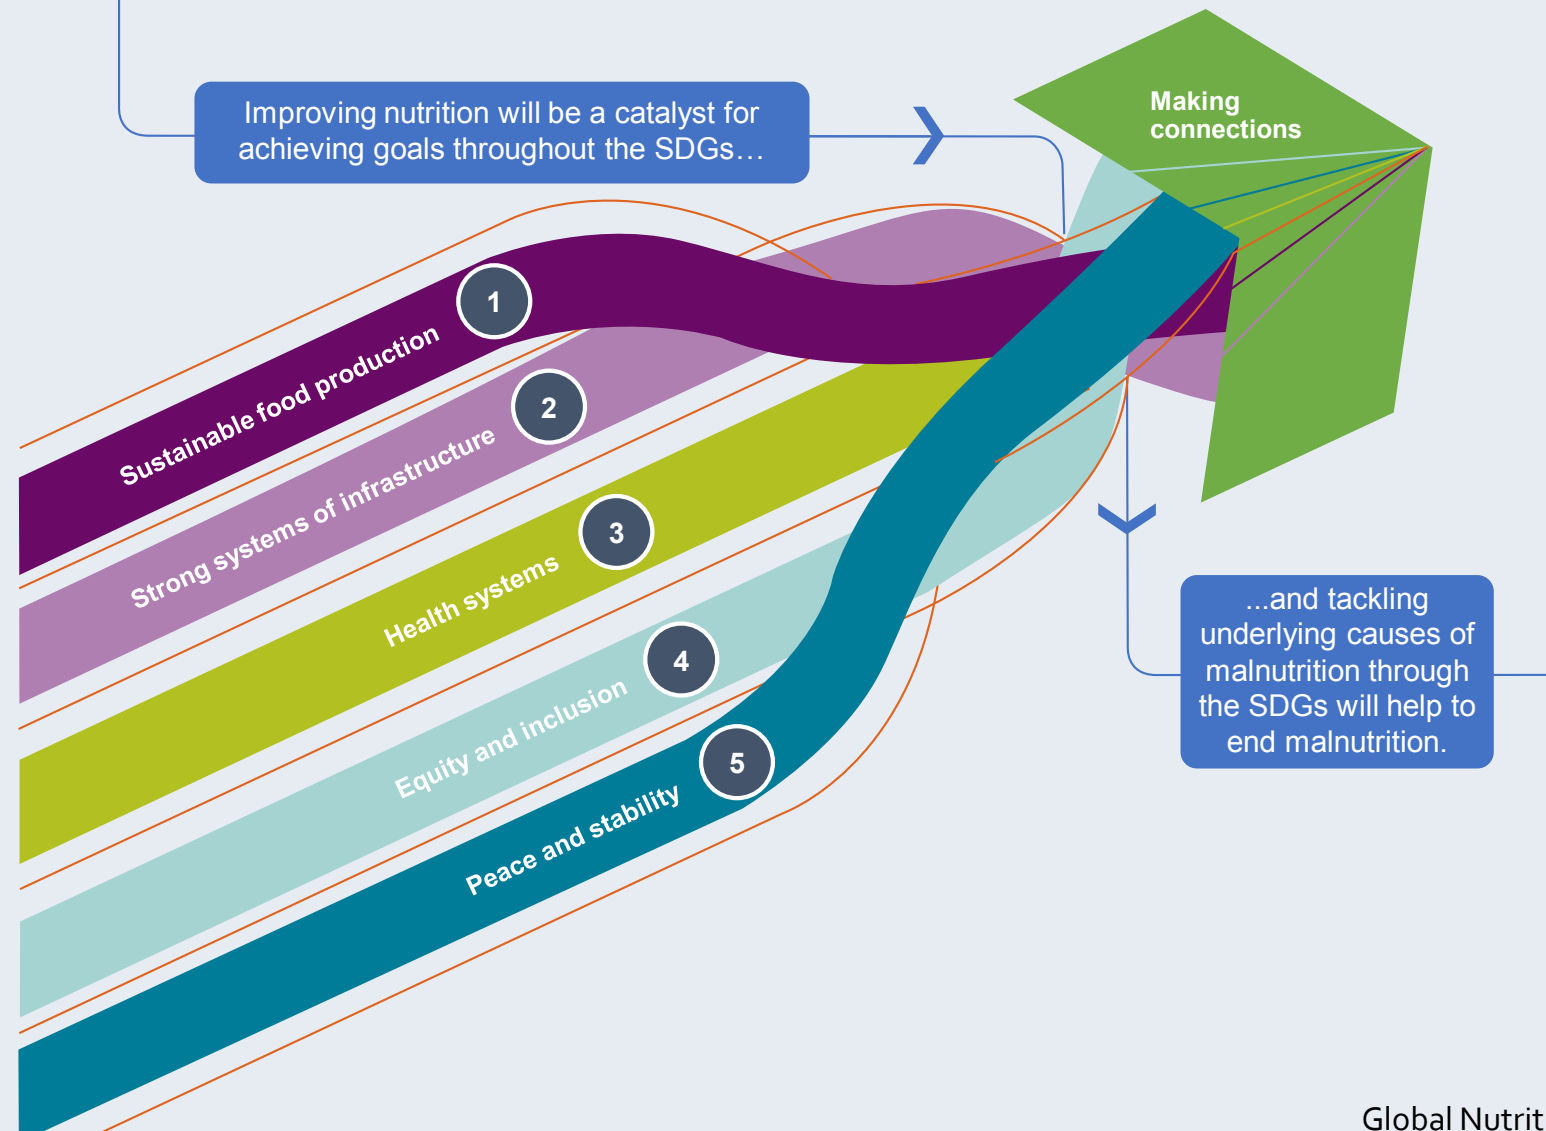 Making
connections
Improving nutrition will be a catalyst for
achieving goals throughout the SDGs…
1
Sustainable food production
2
Strong systems of infrastructure
3
Health systems
4
Equity and inclusion
5
Peace and stability
...and tackling
underlying causes of
malnutrition through
the SDGs will help to
end malnutrition.
Global Nutrit